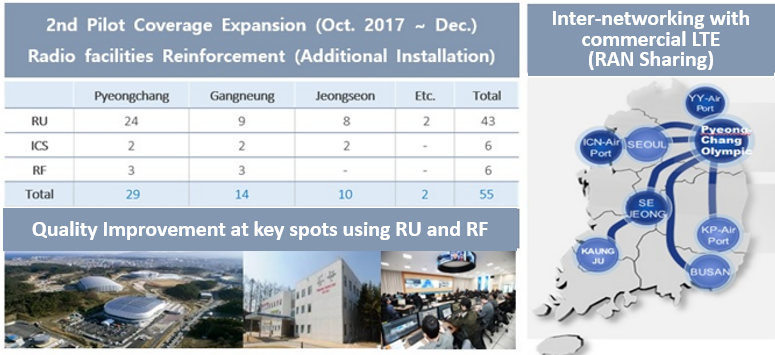 2nd Pilot Coverage Expansion (Oct. 2017 ~ Dec.)
Radio facilities Reinforcement (Additional Installation)
Pyeongchang Gangneung Jeongseon Etc. Total
RU 24 9 8 2 43
ICS 2 2 2 - 6
RF 3 3 - - 6
Total 29 14 10 2 55
Quality Improvement at key spots using RU and RF
Inter-networking with
commercial LTE
(RAN Sharing)
YY-Air
Port
Pyeong-
Chang
Olympic
ICN-Air
Port
SEOUL
SE
JEONG
KAUNG
JU
KP-Air
Port
BUSAN